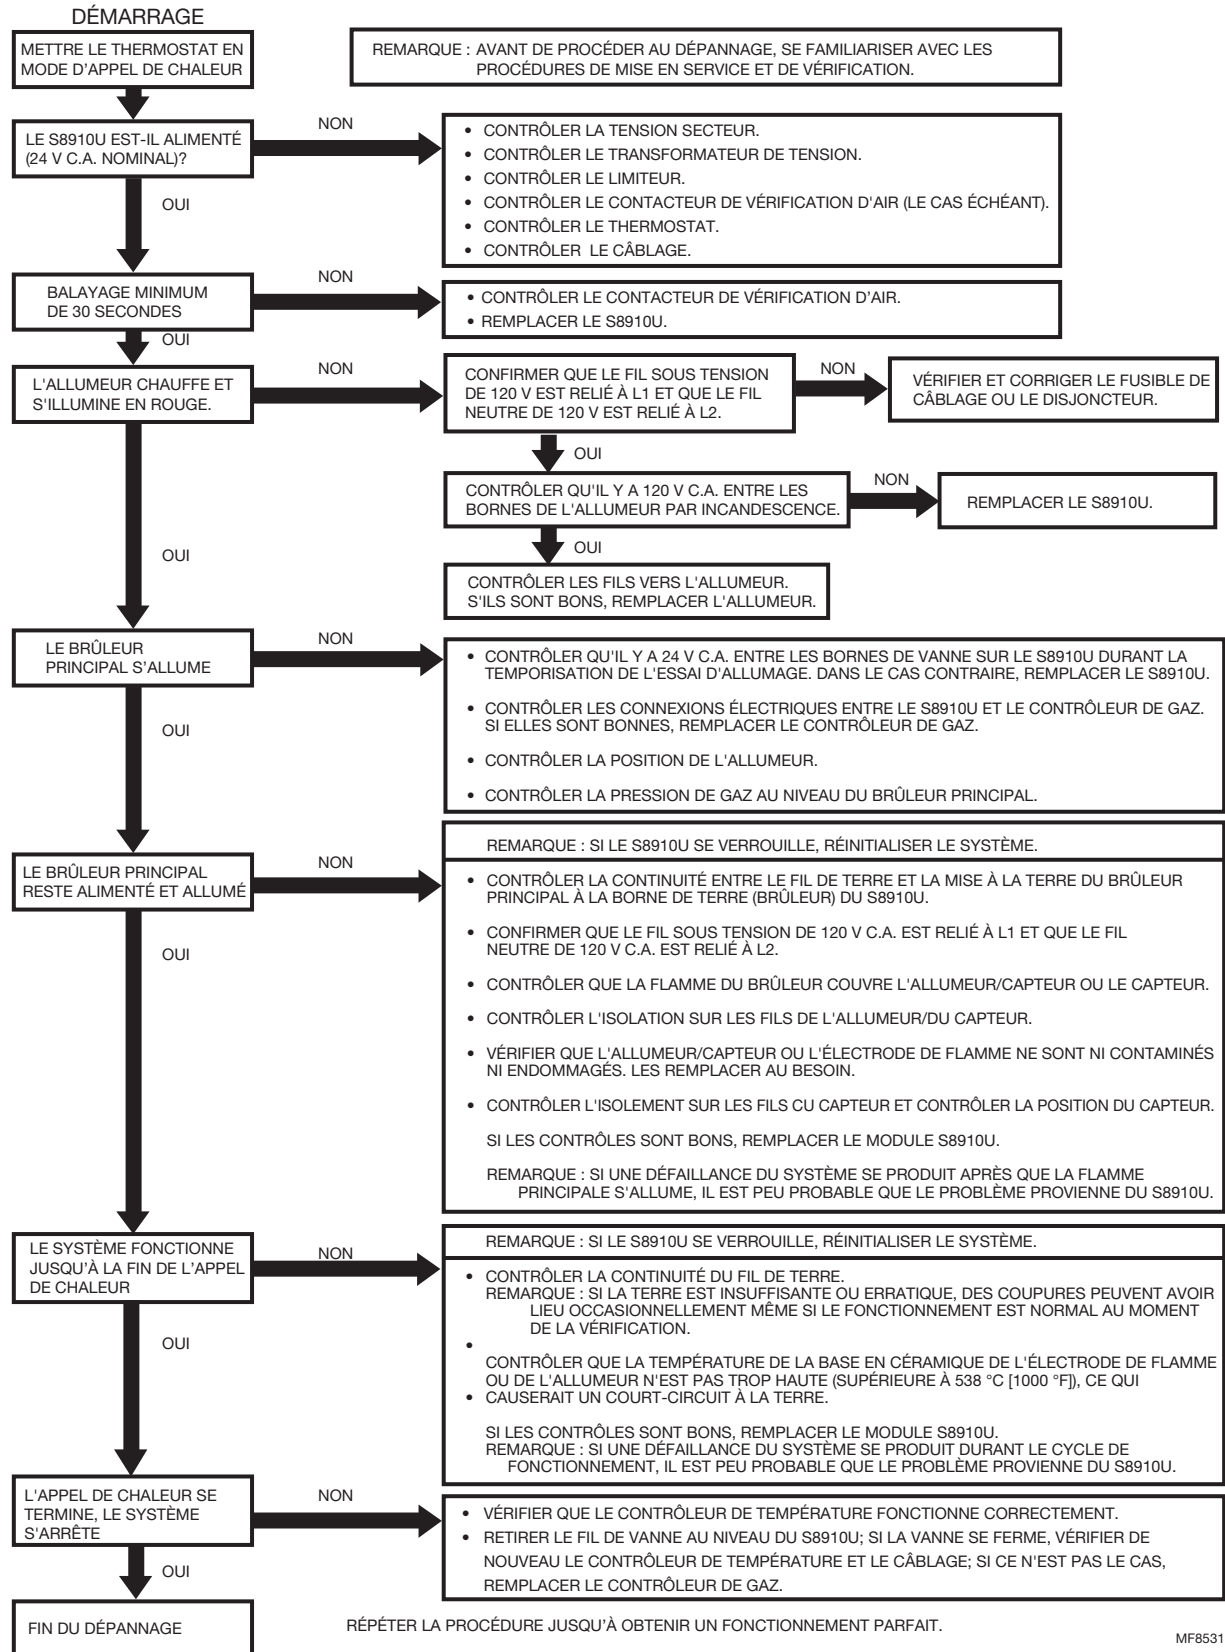 DÉMARRAGE
METTRE LE THERMOSTAT EN
MODE D'APPEL DE CHALEUR
REMARQUE : AVANT DE PROCÉDER AU DÉPANNAGE, SE FAMILIARISER AVEC LES
PROCÉDURES DE MISE EN SERVICE ET DE VÉRIFICATION.
LE S8910U EST-IL ALIMENTÉ
(24 V C.A. NOMINAL)?
NON
• CONTRÔLER LA TENSION SECTEUR.
• CONTRÔLER LE TRANSFORMATEUR DE TENSION.
• CONTRÔLER LE LIMITEUR.
• CONTRÔLER LE CONTACTEUR DE VÉRIFICATION D'AIR (LE CAS ÉCHÉANT).
• CONTRÔLER LE THERMOSTAT.
• CONTRÔLER LE CÂBLAGE.
OUI
BALAYAGE MINIMUM
DE 30 SECONDES
NON
• CONTRÔLER LE CONTACTEUR DE VÉRIFICATION D'AIR.
• REMPLACER LE S8910U.
OUI
L'ALLUMEUR CHAUFFE ET
S'ILLUMINE EN ROUGE.
NON
CONFIRMER QUE LE FIL SOUS TENSION
DE 120 V EST RELIÉ À L1 ET QUE LE FIL
NEUTRE DE 120 V EST RELIÉ À L2.
NON
VÉRIFIER ET CORRIGER LE FUSIBLE DE
CÂBLAGE OU LE DISJONCTEUR.
OUI
CONTRÔLER QU'IL Y A 120 V C.A. ENTRE LES
BORNES DE L'ALLUMEUR PAR INCANDESCENCE.
NON
REMPLACER LE S8910U.
OUI
CONTRÔLER LES FILS VERS L'ALLUMEUR.
S'ILS SONT BONS, REMPLACER L'ALLUMEUR.
OUI
LE BRÛLEUR
PRINCIPAL S'ALLUME
NON
• CONTRÔLER QU'IL Y A 24 V C.A. ENTRE LES BORNES DE VANNE SUR LE S8910U DURANT LA
TEMPORISATION DE L'ESSAI D'ALLUMAGE. DANS LE CAS CONTRAIRE, REMPLACER LE S8910U.
• CONTRÔLER LES CONNEXIONS ÉLECTRIQUES ENTRE LE S8910U ET LE CONTRÔLEUR DE GAZ.
SI ELLES SONT BONNES, REMPLACER LE CONTRÔLEUR DE GAZ.
• CONTRÔLER LA POSITION DE L'ALLUMEUR.
• CONTRÔLER LA PRESSION DE GAZ AU NIVEAU DU BRÛLEUR PRINCIPAL.
OUI
LE BRÛLEUR PRINCIPAL
RESTE ALIMENTÉ ET ALLUMÉ
NON
REMARQUE : SI LE S8910U SE VERROUILLE, RÉINITIALISER LE SYSTÈME.
• CONTRÔLER LA CONTINUITÉ ENTRE LE FIL DE TERRE ET LA MISE À LA TERRE DU BRÛLEUR
PRINCIPAL À LA BORNE DE TERRE (BRÛLEUR) DU S8910U.
• CONFIRMER QUE LE FIL SOUS TENSION DE 120 V C.A. EST RELIÉ À L1 ET QUE LE FIL
NEUTRE DE 120 V C.A. EST RELIÉ À L2.
• CONTRÔLER QUE LA FLAMME DU BRÛLEUR COUVRE L'ALLUMEUR/CAPTEUR OU LE CAPTEUR.
• CONTRÔLER L'ISOLATION SUR LES FILS DE L'ALLUMEUR/DU CAPTEUR.
• VÉRIFIER QUE L'ALLUMEUR/CAPTEUR OU L'ÉLECTRODE DE FLAMME NE SONT NI CONTAMINÉS
NI ENDOMMAGÉS. LES REMPLACER AU BESOIN.
• CONTRÔLER L'ISOLEMENT SUR LES FILS CU CAPTEUR ET CONTRÔLER LA POSITION DU CAPTEUR.
SI LES CONTRÔLES SONT BONS, REMPLACER LE MODULE S8910U.
REMARQUE : SI UNE DÉFAILLANCE DU SYSTÈME SE PRODUIT APRÈS QUE LA FLAMME
PRINCIPALE S'ALLUME, IL EST PEU PROBABLE QUE LE PROBLÈME PROVIENNE DU S8910U.
OUI
LE SYSTÈME FONCTIONNE
JUSQU'À LA FIN DE L'APPEL
DE CHALEUR
NON
REMARQUE : SI LE S8910U SE VERROUILLE, RÉINITIALISER LE SYSTÈME.
• CONTRÔLER LA CONTINUITÉ DU FIL DE TERRE.
REMARQUE : SI LA TERRE EST INSUFFISANTE OU ERRATIQUE, DES COUPURES PEUVENT AVOIR
LIEU OCCASIONNELLEMENT MÊME SI LE FONCTIONNEMENT EST NORMAL AU MOMENT
DE LA VÉRIFICATION.
•
CONTRÔLER QUE LA TEMPÉRATURE DE LA BASE EN CÉRAMIQUE DE L'ÉLECTRODE DE FLAMME
OU DE L'ALLUMEUR N'EST PAS TROP HAUTE (SUPÉRIEURE À 538 °C [1000 °F]), CE QUI
• CAUSERAIT UN COURT-CIRCUIT À LA TERRE.
SI LES CONTRÔLES SONT BONS, REMPLACER LE MODULE S8910U.
REMARQUE : SI UNE DÉFAILLANCE DU SYSTÈME SE PRODUIT DURANT LE CYCLE DE
FONCTIONNEMENT, IL EST PEU PROBABLE QUE LE PROBLÈME PROVIENNE DU S8910U.
OUI
L'APPEL DE CHALEUR SE
TERMINE, LE SYSTÈME
S'ARRÊTE
NON
• VÉRIFIER QUE LE CONTRÔLEUR DE TEMPÉRATURE FONCTIONNE CORRECTEMENT.
• RETIRER LE FIL DE VANNE AU NIVEAU DU S8910U; SI LA VANNE SE FERME, VÉRIFIER DE
NOUVEAU LE CONTRÔLEUR DE TEMPÉRATURE ET LE CÂBLAGE; SI CE N'EST PAS LE CAS,
REMPLACER LE CONTRÔLEUR DE GAZ.
OUI
FIN DU DÉPANNAGE
RÉPÉTER LA PROCÉDURE JUSQU'À OBTENIR UN FONCTIONNEMENT PARFAIT.
MF8531